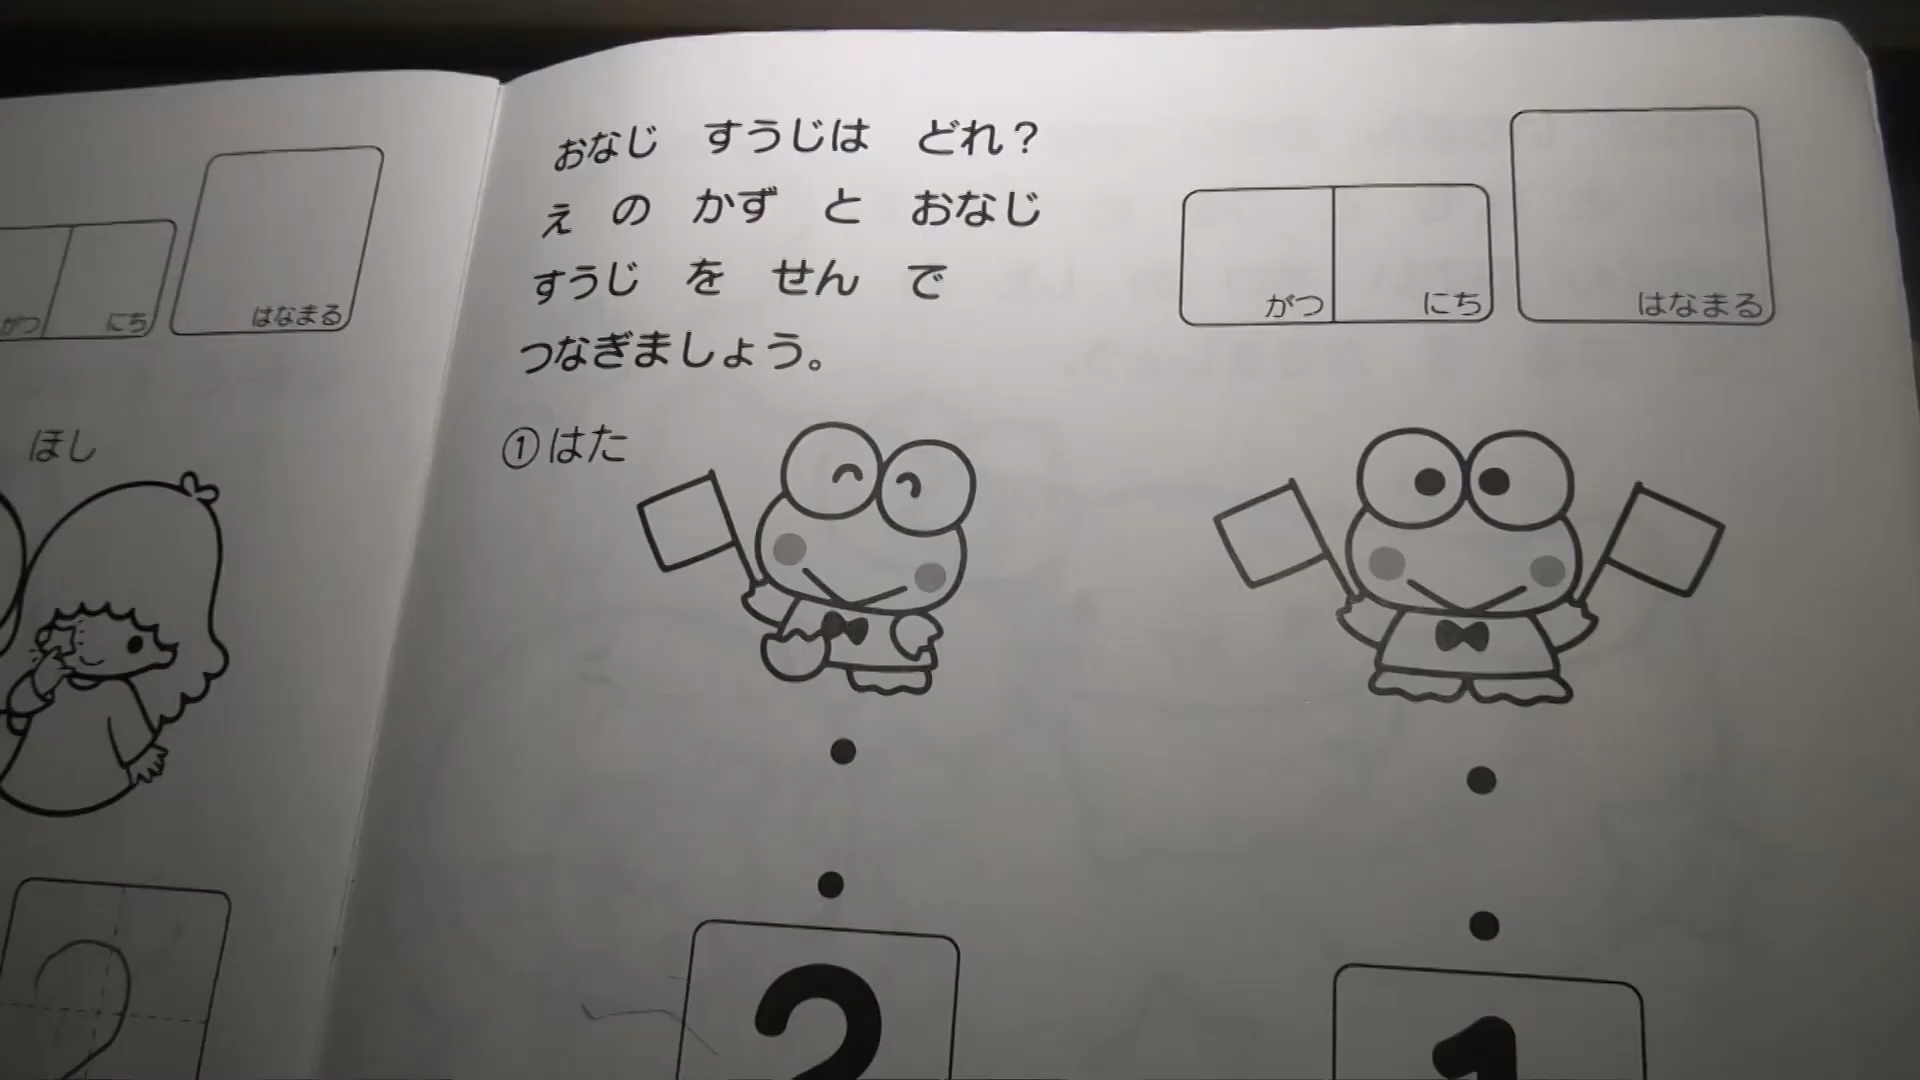 がつ にち はなまる
ほし
2
おなじ すうじは どれ?
え の かず と おなじ
すうじ を せん で
つなぎましょう。
がつ にち はなまる
①はた
2 1